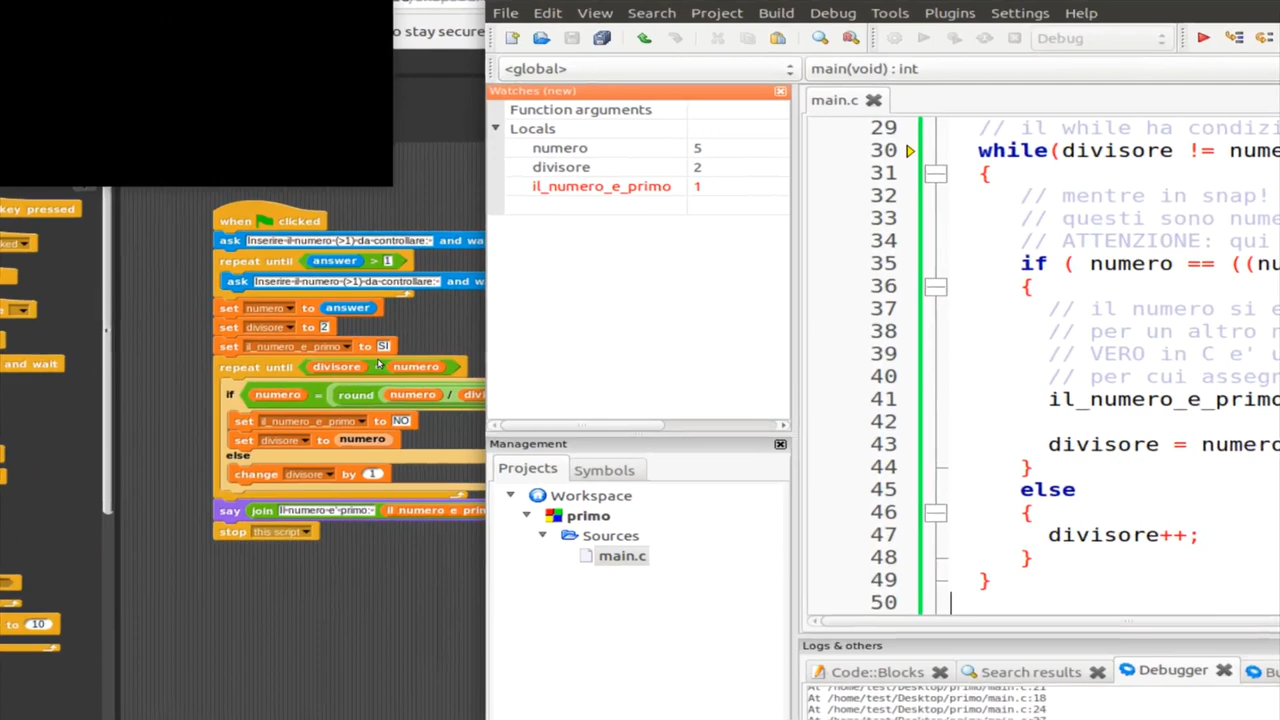 o stay secure
key pressed
ked
and wait
to 10
when clicked
ask Inserire-il-numero-(>1)-da-controllare:- and wa
repeat until answer > 1
ask Inserire-il-numero-(>1)-da-controllare:- and w
set numero to answer
set divisore to 2
set il_numero_e_primo to SI
repeat until divisore numero
if numero = round numero / divi
set il_numero_e_primo to NO
set divisore to numero
else
change divisore by 1
say join Il-numero-e'-primo:- il numero e prim
stop this script
File Edit View Search Project Build Debug Tools Plugins Settings Help
Debug
<global>
main(void) : int
Watches (new)
Function arguments
Locals
numero 5
divisore 2
il_numero_e_primo 1
Management
Projects Symbols
Workspace
primo
Sources
main.c
main.c
29 // il while ha condizi
30 while(divisore != nume
31 {
32 // mentre in snap!
33 // questi sono nume
34 // ATTENZIONE: qui
35 if ( numero == ((nu
36 {
37 // il numero si e
38 // per un altro n
39 // VERO in C e' u
40 // per cui assegn
41 il_numero_e_primo
42
43 divisore = numero
44 }
45 else
46 {
47 divisore++;
48 }
49 }
50
Logs & others
Code::Blocks Search results Debugger Bu
At /home/test/Desktop/primo/main.c:21
At /home/test/Desktop/primo/main.c:18
At /home/test/Desktop/primo/main.c:24